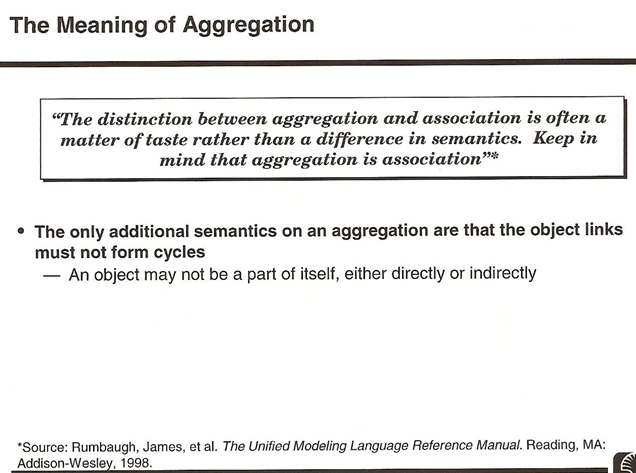 The Meaning of Aggregation
“The distinction between aggregation and association is often a
matter of taste rather than a difference in semantics. Keep in
mind that aggregation is association”*
• The only additional semantics on an aggregation are that the object links
must not form cycles
— An object may not be a part of itself, either directly or indirectly
*Source: Rumbaugh, James, et al. The Unified Modeling Language Reference Manual. Reading, MA:
Addison-Wesley, 1998.